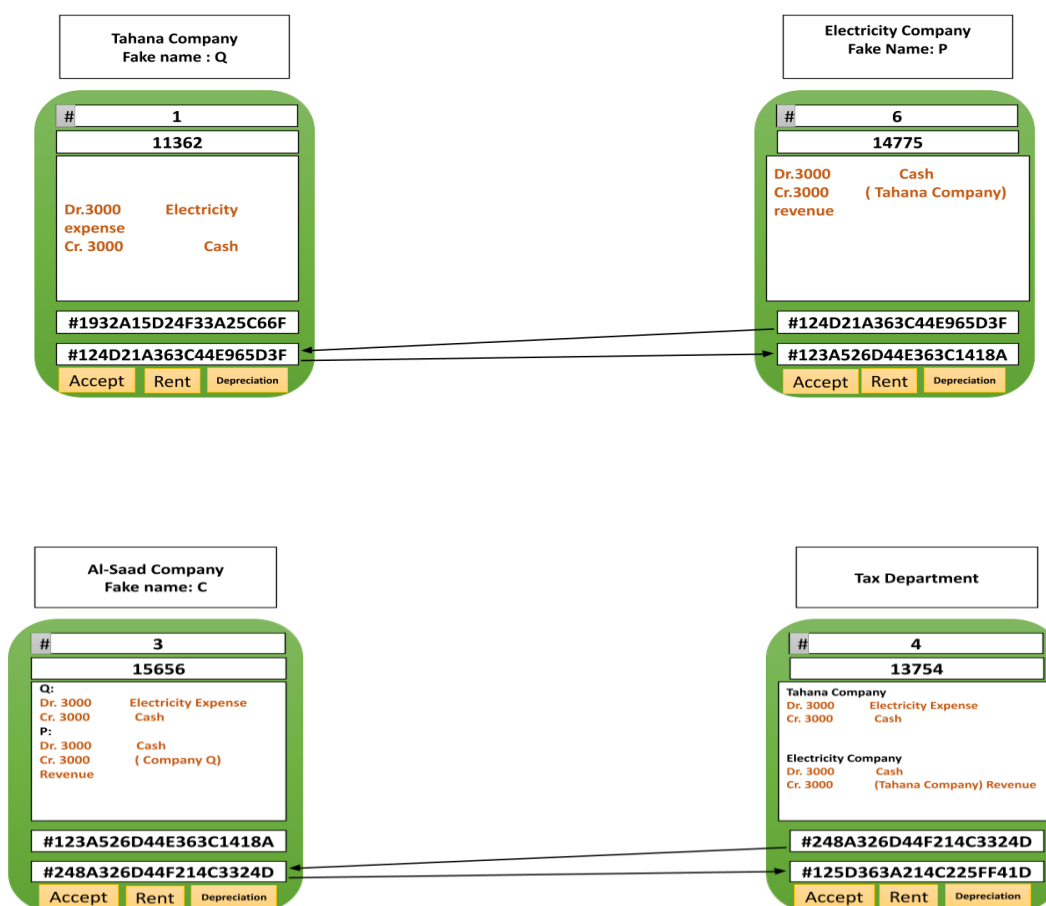 Tahana Company
Fake name : Q
# 1
11362
Dr.3000 Electricity
expense
Cr. 3000 Cash
#1932A15D24F33A25C66F
#124D21A363C44E965D3F
Accept Rent Depreciation
Electricity Company
Fake Name: P
# 6
14775
Dr.3000 Cash
Cr.3000 ( Tahana Company)
revenue
#124D21A363C44E965D3F
#123A526D44E363C1418A
Accept Rent Depreciation
Al-Saad Company
Fake name: C
# 3
15656
Q:
Dr. 3000 Electricity Expense
Cr. 3000 Cash
P:
Dr. 3000 Cash
Cr. 3000 ( Company Q)
Revenue
#123A526D44E363C1418A
#248A326D44F214C3324D
Accept Rent Depreciation
Tax Department
# 4
13754
Tahana Company
Dr. 3000 Electricity Expense
Cr. 3000 Cash
Electricity Company
Dr. 3000 Cash
Cr. 3000 (Tahana Company) Revenue
#248A326D44F214C3324D
#125D363A214C225FF41D
Accept Rent Depreciation